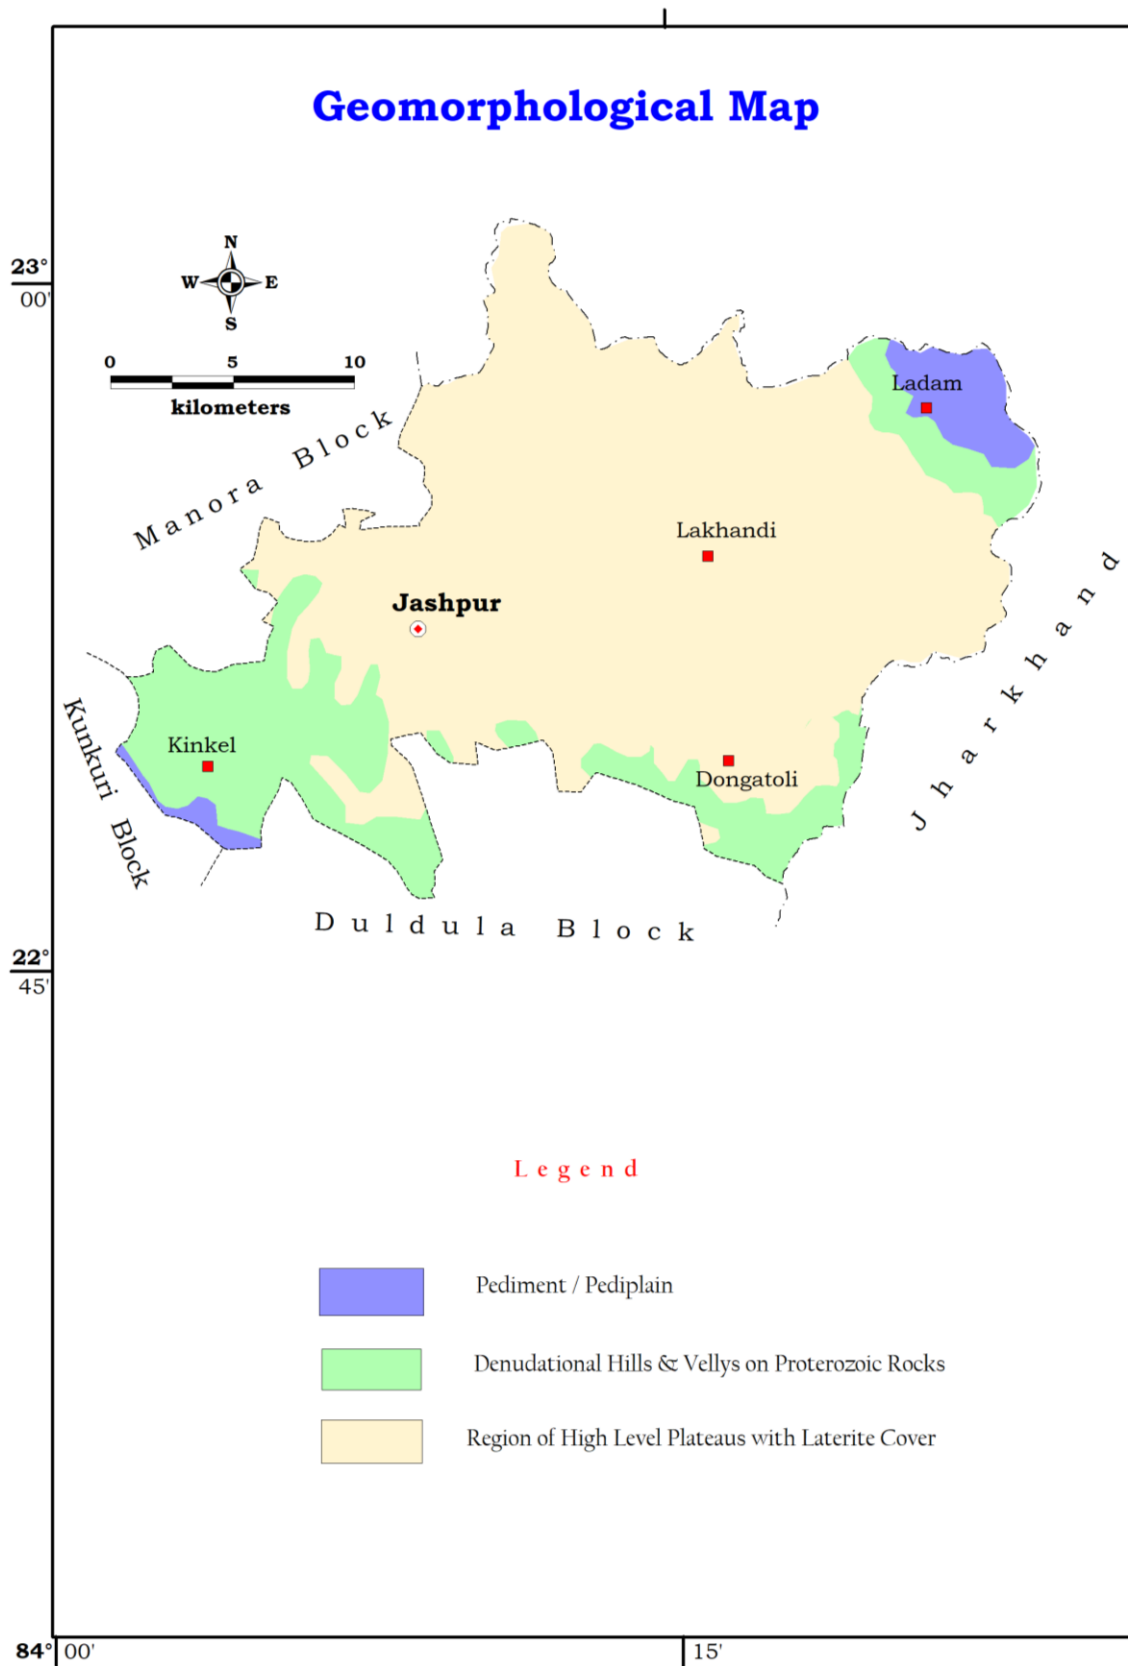 Geomorphological Map
N
W E
S
23°
00'
0 5 10
kilometers
Manora Block
Ladam
Lakhandi
Jashpur
Jharkhand
Kunkuri Block
Kinkel
Dongatoli
Duldula Block
22°
45'
Legend
Pediment / Pediplain
Denudational Hills & Vellys on Proterozoic Rocks
Region of High Level Plateaus with Laterite Cover
84° 00' 15'